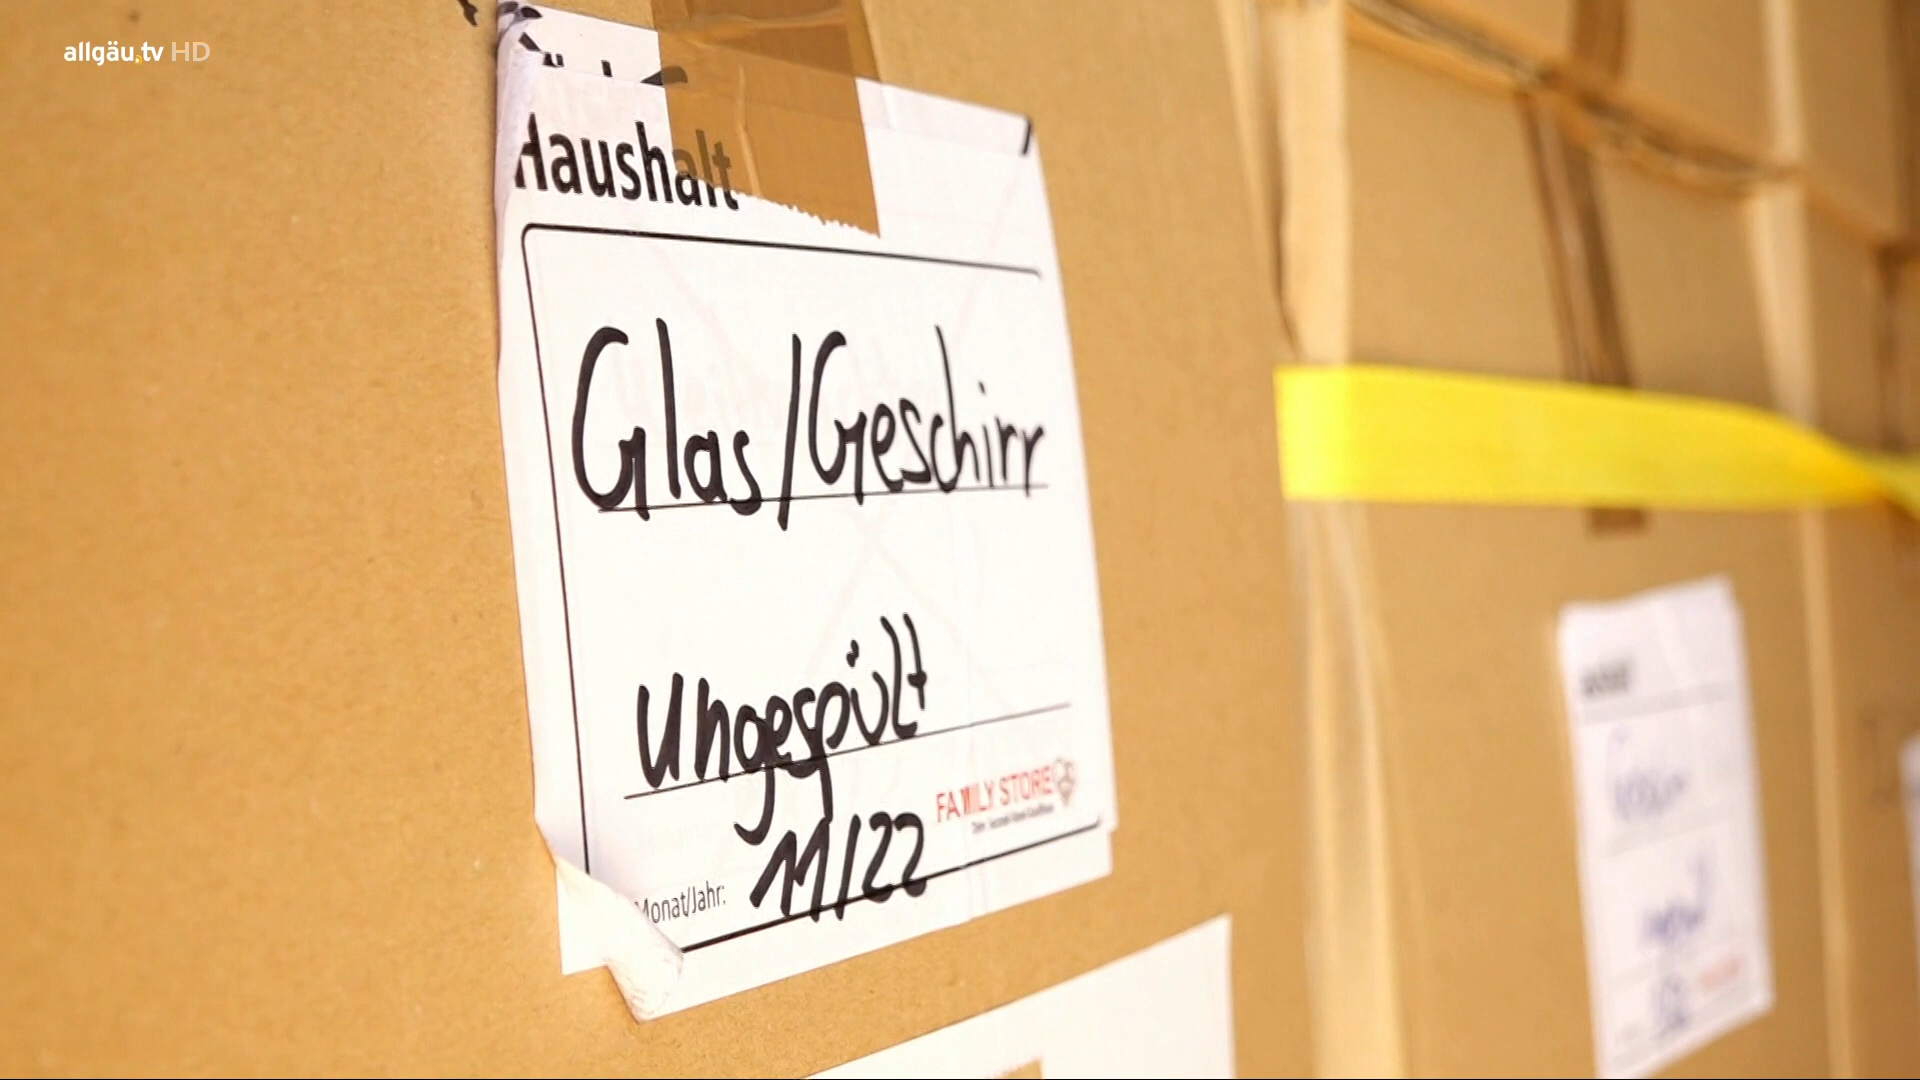 allgäu.tv HD
Haushalt
Glas/Geschirr
ungespült
FAMILY STORE
Monat/Jahr: 11/22